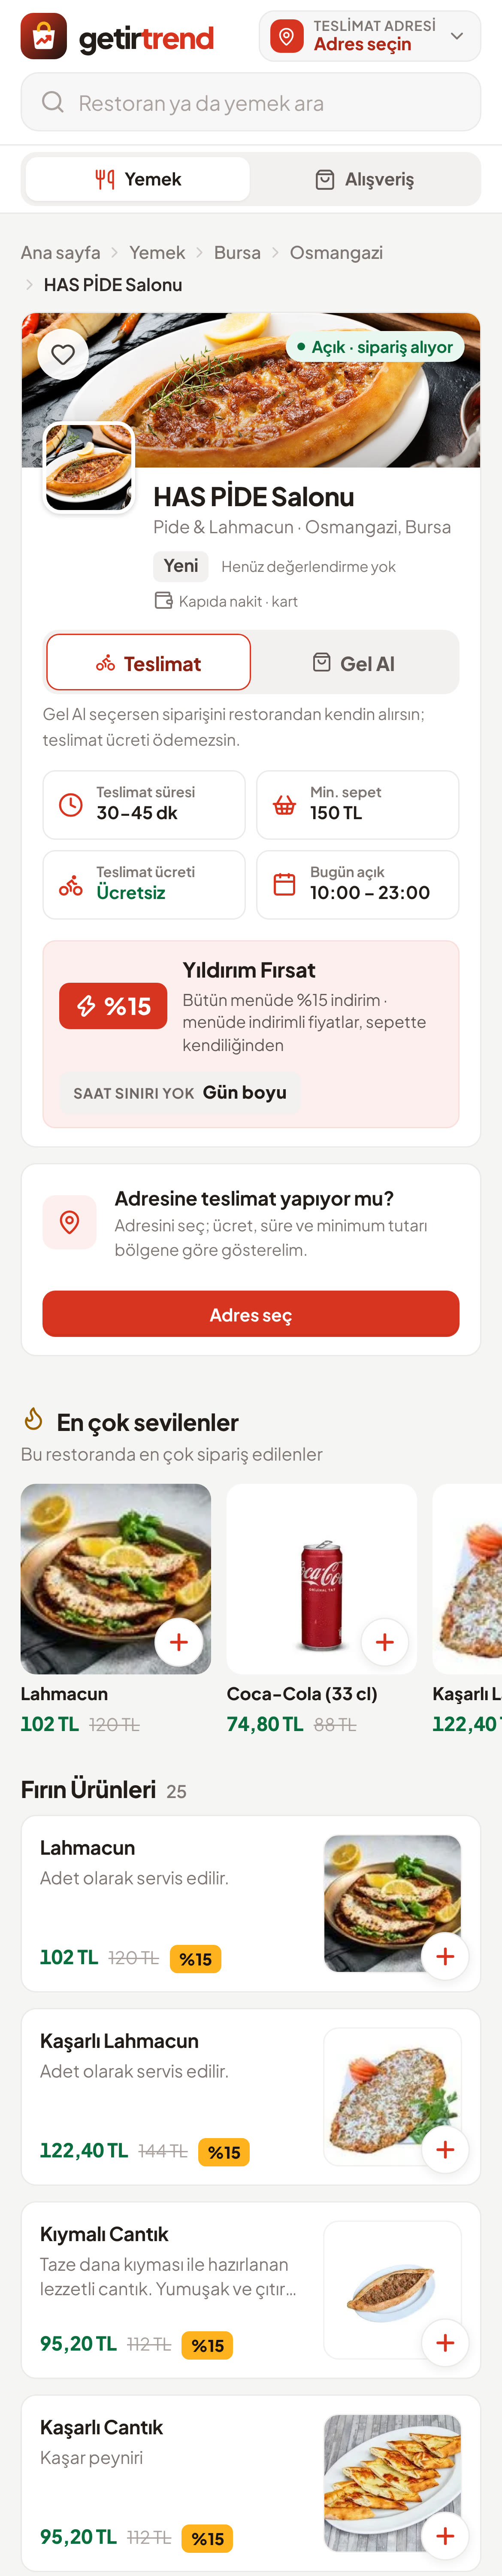 getirtrend
TESLİMAT ADRESİ
Adres seçin
Restoran ya da yemek ara
Yemek
Alışveriş
Ana sayfa > Yemek > Bursa > Osmangazi
> HAS PİDE Salonu
Açık · sipariş alıyor
HAS PİDE Salonu
Pide & Lahmacun · Osmangazi, Bursa
Yeni Henüz değerlendirme yok
Kapıda nakit · kart
Teslimat
Gel Al
Gel Al seçersen siparişini restorandan kendin alırsın;
teslimat ücreti ödemezsin.
Teslimat süresi
30–45 dk
Min. sepet
150 TL
Teslimat ücreti
Ücretsiz
Bugün açık
10:00 – 23:00
%15
Yıldırım Fırsat
Bütün menüde %15 indirim ·
menüde indirimli fiyatlar, sepette
kendiliğinden
SAAT SINIRI YOK Gün boyu
Adresine teslimat yapıyor mu?
Adresini seç; ücret, süre ve minimum tutarı
bölgene göre gösterelim.
Adres seç
En çok sevilenler
Bu restoranda en çok sipariş edilenler
Lahmacun
102 TL 120 TL
Coca-Cola
ORIGINAL TAT
Coca-Cola (33 cl)
74,80 TL 88 TL
Kaşarlı L
122,40 T
Fırın Ürünleri 25
Lahmacun
Adet olarak servis edilir.
102 TL 120 TL %15
Kaşarlı Lahmacun
Adet olarak servis edilir.
122,40 TL 144 TL %15
Kıymalı Cantık
Taze dana kıyması ile hazırlanan
lezzetli cantık. Yumuşak ve çıtır...
95,20 TL 112 TL %15
Kaşarlı Cantık
Kaşar peyniri
95,20 TL 112 TL %15